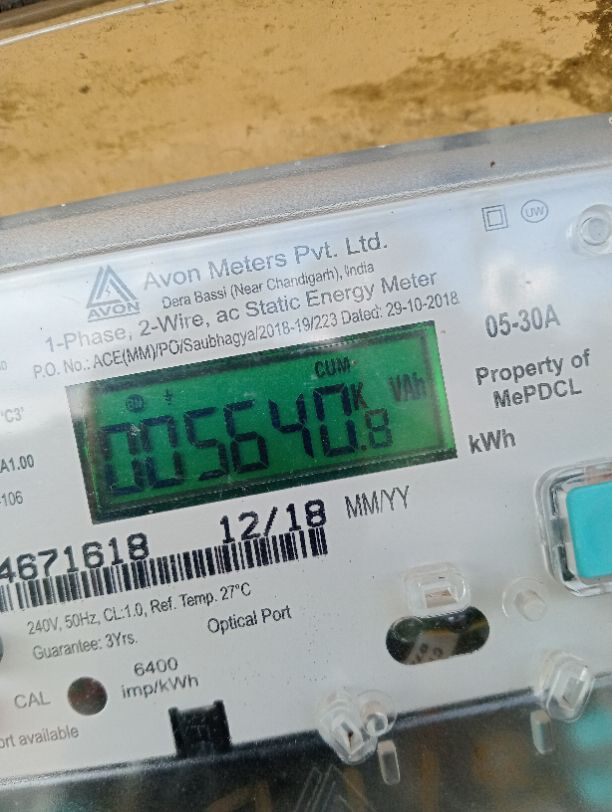 UW
Avon Meters Pvt. Ltd.
AVON
Dera Bassi (Near Chandigarh), India
1-Phase, 2-Wire, ac Static Energy Meter
P.O. No.: ACE(MM)/PO/Saubhagya/2018-19/223 Dated: 29-10-2018
05-30A
Property of
MePDCL
'C3'
A1.00
106
CUM
K VAh
005640.8
kWh
4671618 12/18 MM/YY
240V, 50Hz, CL:1.0, Ref. Temp. 27°C
Guarantee: 3Yrs.
Optical Port
CAL
6400
imp/kWh
ort available